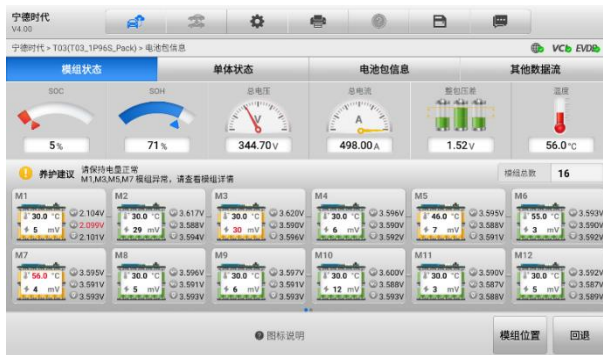 宁德时代
V4.00
宁德时代 > T03(T03_1P96S_Pack) > 电池包信息
VCI EVDB
模组状态 单体状态 电池包信息 其他数据流
SOC SOH 总电压 总电流 整包压差 温度
V A
5% 71% 344.70V 498.00A 1.52V 56.0℃
养护建议 请保持电量正常
M1,M3,M5,M7 模组异常，请查看模组详情
模组总数 16
M1 M2 M3 M4 M5 M6
30.0 ℃ 2.104V 30.0 ℃ 3.617V 30.0 ℃ 3.620V 30.0 ℃ 3.596V 46.0 ℃ 3.595V 55.0 ℃ 3.593V
2.099V 3.588V 3.590V 3.590V 3.588V 3.590V
5 mV 2.101V 29 mV 3.594V 30 mV 3.596V 6 mV 3.592V 7 mV 3.591V 3 mV 3.592V
M7 M8 M9 M10 M11 M12
56.0 ℃ 3.595V 30.0 ℃ 3.596V 30.0 ℃ 3.597V 30.0 ℃ 3.600V 30.0 ℃ 3.590V 30.0 ℃ 3.592V
3.591V 3.591V 3.591V 3.588V 3.587V 3.587V
4 mV 3.593V 5 mV 3.593V 6 mV 3.593V 12 mV 3.591V 3 mV 3.588V 5 mV 3.589V
图标说明 模组位置 回退